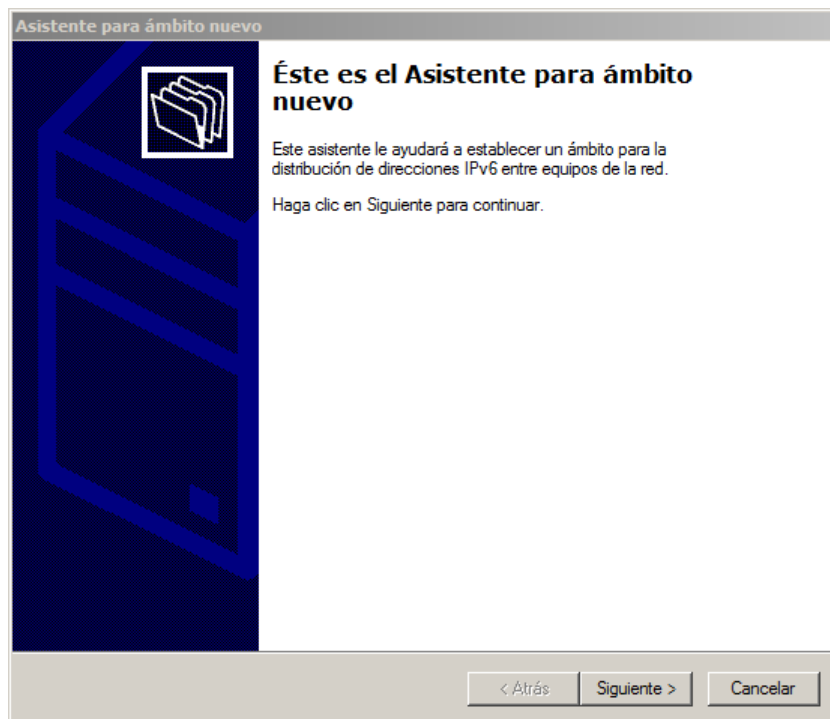 Asistente para ámbito nuevo
Éste es el Asistente para ámbito
nuevo
Este asistente le ayudará a establecer un ámbito para la
distribución de direcciones IPv6 entre equipos de la red.
Haga clic en Siguiente para continuar.
< Atrás Siguiente > Cancelar